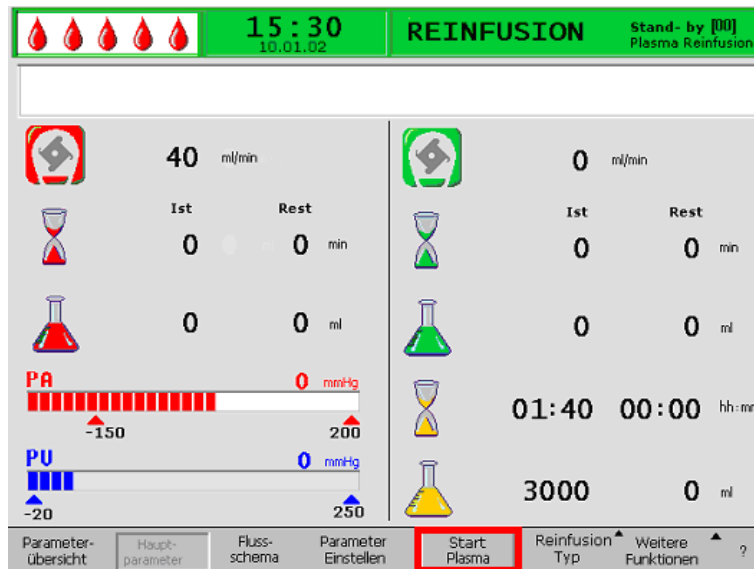 15:30
10.01.02
REINFUSION
Stand- by [00]
Plasma Reinfusion
40 ml/min
0 ml/min
Ist Rest
0 0 min
Ist Rest
0 0 min
0 0 ml
0 0 ml
PA 0 mmHg
-150 200
PV 0 mmHg
-20 250
01:40 00:00
3000 0 ml
Parameter-
übersicht
Haupt-
parameter
Fluss-
schema
Parameter
Einstellen
Start
Plasma
Reinfusion
Typ
Weitere
Funktionen
?